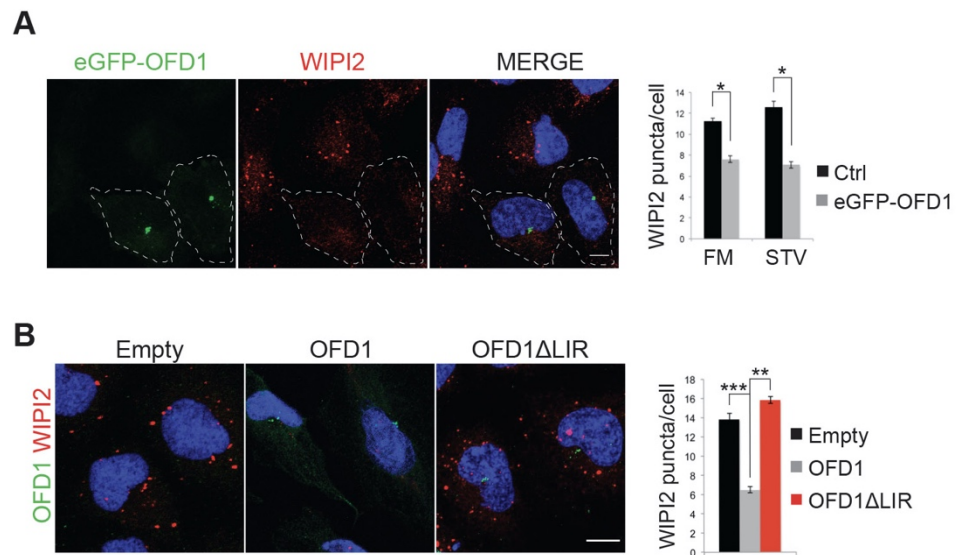 A
eGFP-OFD1 WIPI2 MERGE
WIPI2 puncta/cell
14
12
10
8
6
4
2
0
* *
FM STV
Ctrl
eGFP-OFD1
B
Empty OFD1 OFD1ΔLIR
OFD1 WIPI2
WIPI2 puncta/cell
18
16
14
12
10
8
6
4
2
0
*** **
Empty
OFD1
OFD1ΔLIR